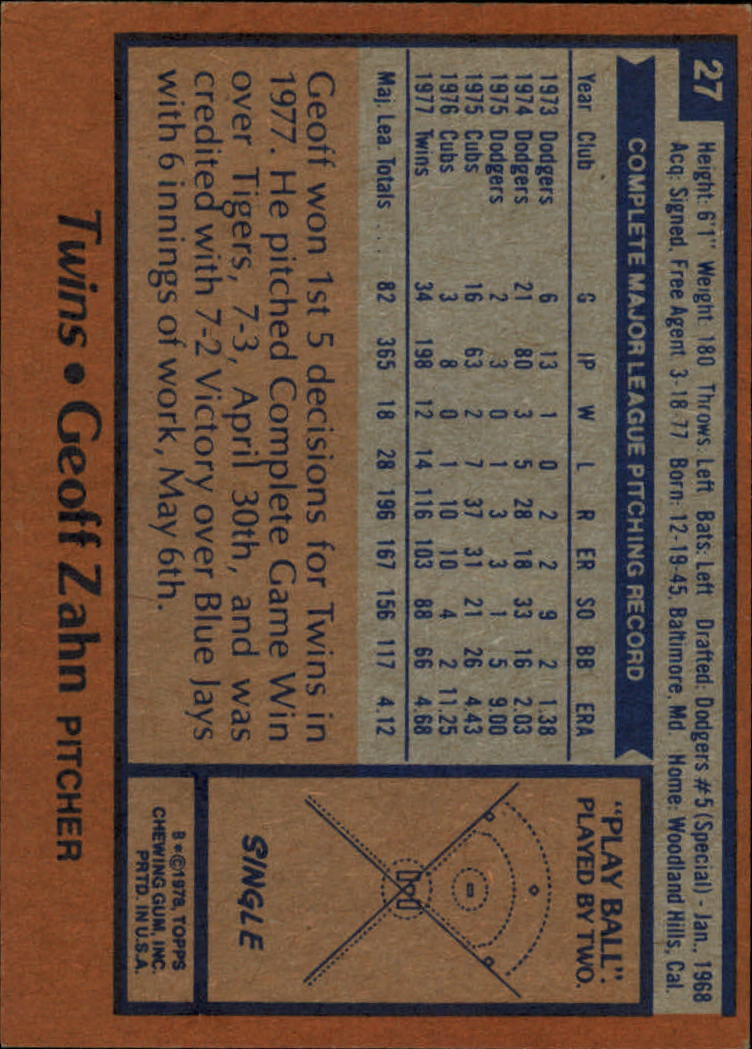 27
Height: 6'1" Weight: 180 Throws: Left Bats: Left Drafted: Dodgers #5 (Special) - Jan., 1968
Acq: Signed, Free Agent 3-18-77 Born: 12-19-45, Baltimore, Md. Home: Woodland Hills, Cal.
COMPLETE MAJOR LEAGUE PITCHING RECORD
Year Club G IP W L R ER SO BB ERA
1973 Dodgers 6 13 1 0 2 2 9 2 1.38
1974 Dodgers 21 80 3 5 28 18 33 16 2.03
1975 Dodgers 2 3 0 1 3 3 1 5 9.00
1975 Cubs 16 63 2 7 37 31 21 26 4.43
1976 Cubs 3 8 0 1 10 10 4 2 11.25
1977 Twins 34 198 12 14 116 103 88 66 4.68
Maj. Lea. Totals ... 82 365 18 28 196 167 156 117 4.12
Geoff won 1st 5 decisions for Twins in
1977. He pitched Complete Game Win
over Tigers, 7-3, April 30th, and was
credited with 7-2 Victory over Blue Jays
with 6 innings of work, May 6th.
"PLAY BALL":
PLAYED BY TWO.
SINGLE
B*©1978, TOPPS
CHEWING GUM, INC.
PRTD. IN U.S.A.
Twins • Geoff Zahn PITCHER